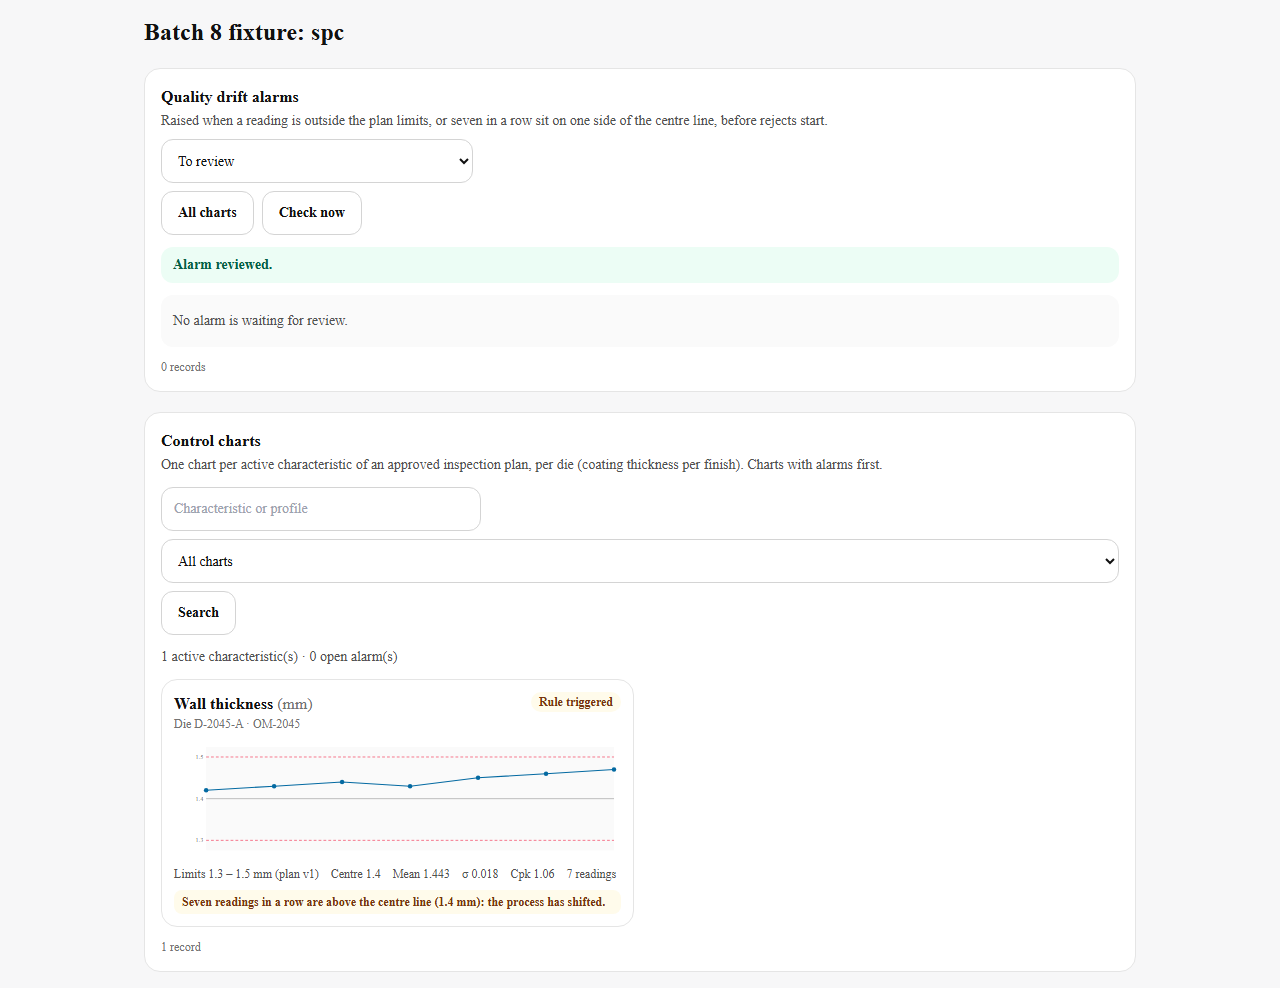 Batch 8 fixture: spc
Quality drift alarms
Raised when a reading is outside the plan limits, or seven in a row sit on one side of the centre line, before rejects start.
To review
All charts
Check now
Alarm reviewed.
No alarm is waiting for review.
0 records
Control charts
One chart per active characteristic of an approved inspection plan, per die (coating thickness per finish). Charts with alarms first.
Characteristic or profile
All charts
Search
1 active characteristic(s) · 0 open alarm(s)
Wall thickness (mm)
Rule triggered
Die D-2045-A · OM-2045
1.5
1.4
1.3
Limits 1.3 – 1.5 mm (plan v1) Centre 1.4 Mean 1.443 σ 0.018 Cpk 1.06 7 readings
Seven readings in a row are above the centre line (1.4 mm): the process has shifted.
1 record